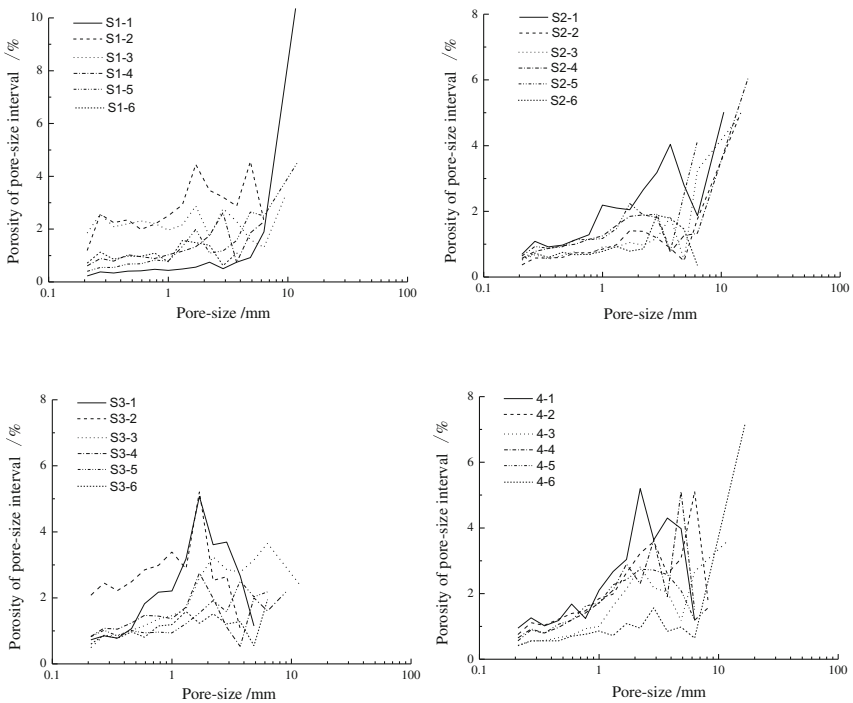 10
8
6
4
2
0
Porosity of pore-size interval /%
S1-1
S1-2
S1-3
S1-4
S1-5
S1-6
0.1
1
10
100
Pore-size /mm
8
6
4
2
0
Porosity of pore-size interval /%
S2-1
S2-2
S2-3
S2-4
S2-5
S2-6
0.1
1
10
100
Pore-size /mm
8
6
4
2
0
Porosity of pore-size interval /%
S3-1
S3-2
S3-3
S3-4
S3-5
S3-6
0.1
1
10
100
Pore-size /mm
8
6
4
2
0
Porosity of pore-size interval /%
4-1
4-2
4-3
4-4
4-5
4-6
0.1
1
10
100
Pore-size /mm